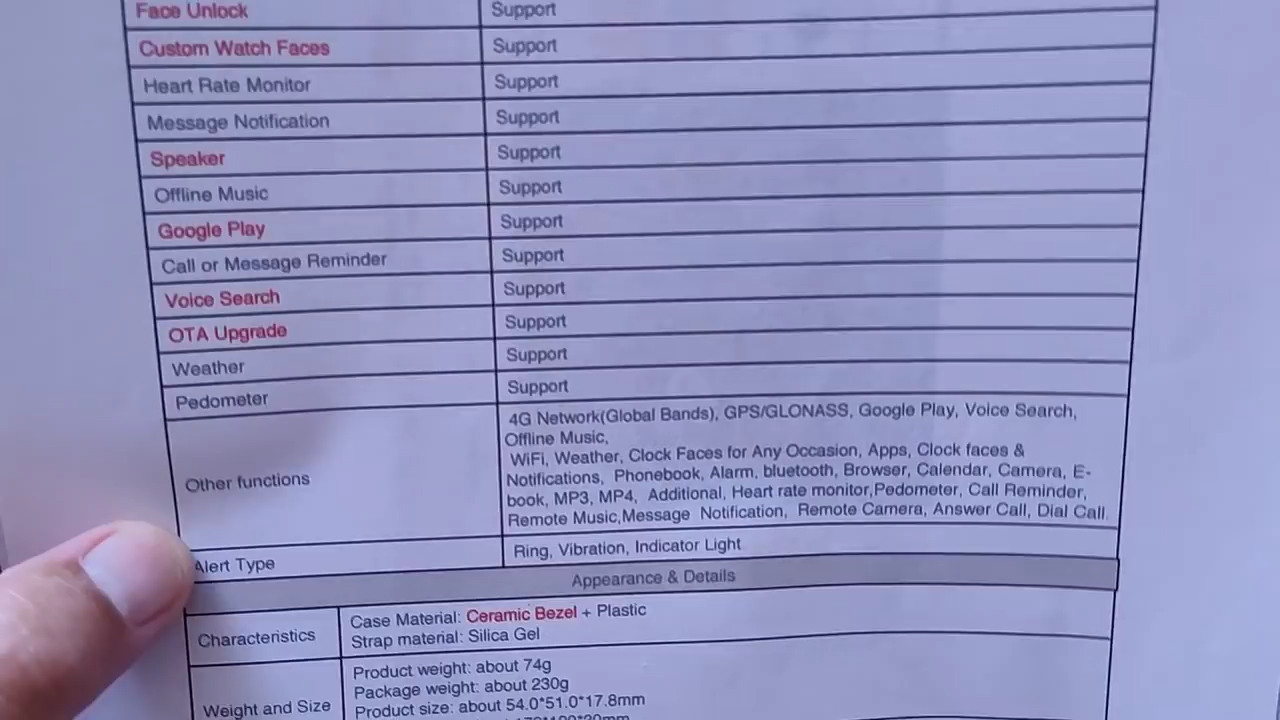 Face Unlock Support
Custom Watch Faces Support
Heart Rate Monitor Support
Message Notification Support
Speaker Support
Offline Music Support
Google Play Support
Call or Message Reminder Support
Voice Search Support
OTA Upgrade Support
Weather Support
Pedometer Support
Other functions
4G Network(Global Bands), GPS/GLONASS, Google Play, Voice Search,
Offline Music,
WiFi, Weather, Clock Faces for Any Occasion, Apps, Clock faces &
Notifications, Phonebook, Alarm, bluetooth, Browser, Calendar, Camera, E-
book, MP3, MP4, Additional, Heart rate monitor,Pedometer, Call Reminder,
Remote Music,Message Notification, Remote Camera, Answer Call, Dial Call.
Alert Type Ring, Vibration, Indicator Light
Appearance & Details
Characteristics
Case Material: Ceramic Bezel + Plastic
Strap material: Silica Gel
Weight and Size
Product weight: about 74g
Package weight: about 230g
Product size: about 54.0*51.0*17.8mm